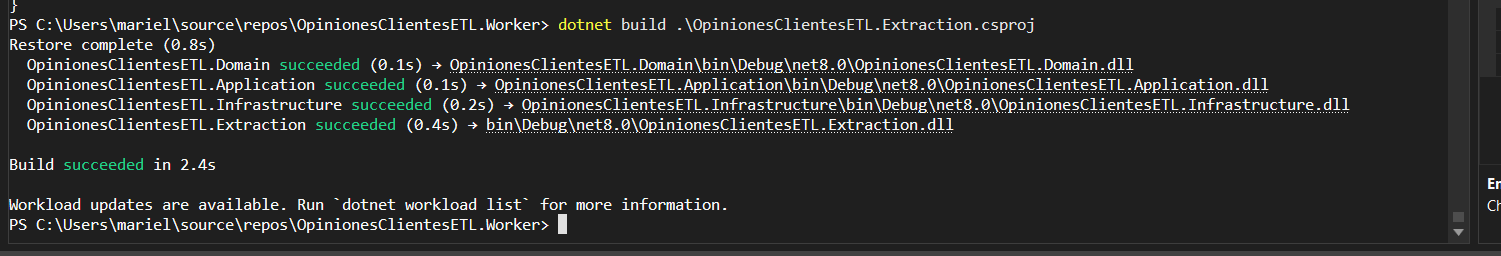 }
PS C:\Users\mariel\source\repos\OpinionesClientesETL.Worker> dotnet build .\OpinionesClientesETL.Extraction.csproj
Restore complete (0.8s)
  OpinionesClientesETL.Domain succeeded (0.1s) → OpinionesClientesETL.Domain\bin\Debug\net8.0\OpinionesClientesETL.Domain.dll
  OpinionesClientesETL.Application succeeded (0.1s) → OpinionesClientesETL.Application\bin\Debug\net8.0\OpinionesClientesETL.Application.dll
  OpinionesClientesETL.Infrastructure succeeded (0.2s) → OpinionesClientesETL.Infrastructure\bin\Debug\net8.0\OpinionesClientesETL.Infrastructure.dll
  OpinionesClientesETL.Extraction succeeded (0.4s) → bin\Debug\net8.0\OpinionesClientesETL.Extraction.dll
Build succeeded in 2.4s
Workload updates are available. Run `dotnet workload list` for more information.
PS C:\Users\mariel\source\repos\OpinionesClientesETL.Worker>